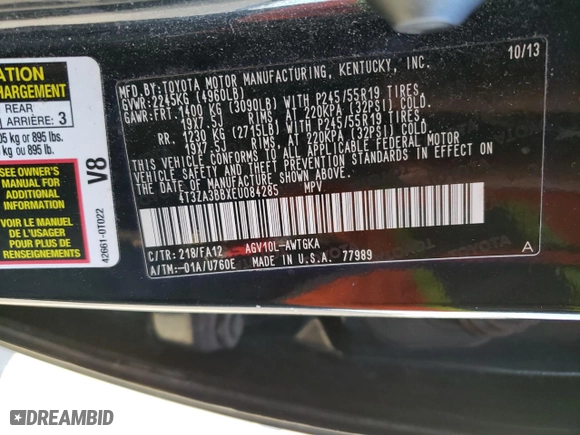 ATION
CHARGEMENT
REAR
ARRIÈRE: 3
05 kg or 895 lbs.
kg ou 895 lb.
SEE OWNER'S
MANUAL FOR
ADDITIONAL
INFORMATION
VOIR LE MANUEL
DE L'USAGER
POUR PLUS DE
RENSEIGNEMENTS
V8
42661-0T022
10/13
MFD.BY:TOYOTA MOTOR MANUFACTURING, KENTUCKY, INC.
GVWR:2245KG (4960LB)
GAWR:FRT. 1400 KG (3090LB) WITH P245/55R19 TIRES,
19X7.5J RIMS, AT 220KPA (32PSI) COLD.
RR. 1230 KG (2715LB) WITH P245/55R19 TIRES,
19X7.5J RIMS, AT 220KPA (32PSI) COLD.
THIS VEHICLE CONFORMS TO ALL APPLICABLE FEDERAL MOTOR
VEHICLE SAFETY AND THEFT PREVENTION STANDARDS IN EFFECT ON
THE DATE OF MANUFACTURE SHOWN ABOVE.
4T3ZA3BBXEU084285 MPV
C/TR:218/FA12 AGV10L-AWTGKA
A/TM:-01A/U760E MADE IN U.S.A. 77989
A
DREAMBID